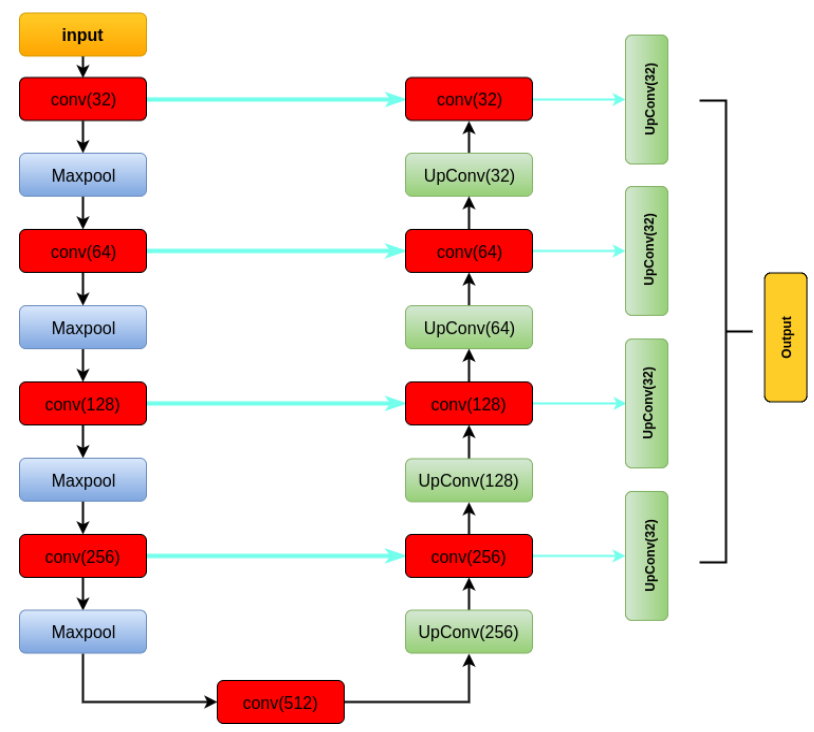 input
conv(32)
Maxpool
conv(64)
Maxpool
conv(128)
Maxpool
conv(256)
Maxpool
conv(512)
conv(32)
UpConv(32)
conv(64)
UpConv(64)
conv(128)
UpConv(128)
conv(256)
UpConv(256)
UpConv(32)
UpConv(32)
UpConv(32)
UpConv(32)
Output